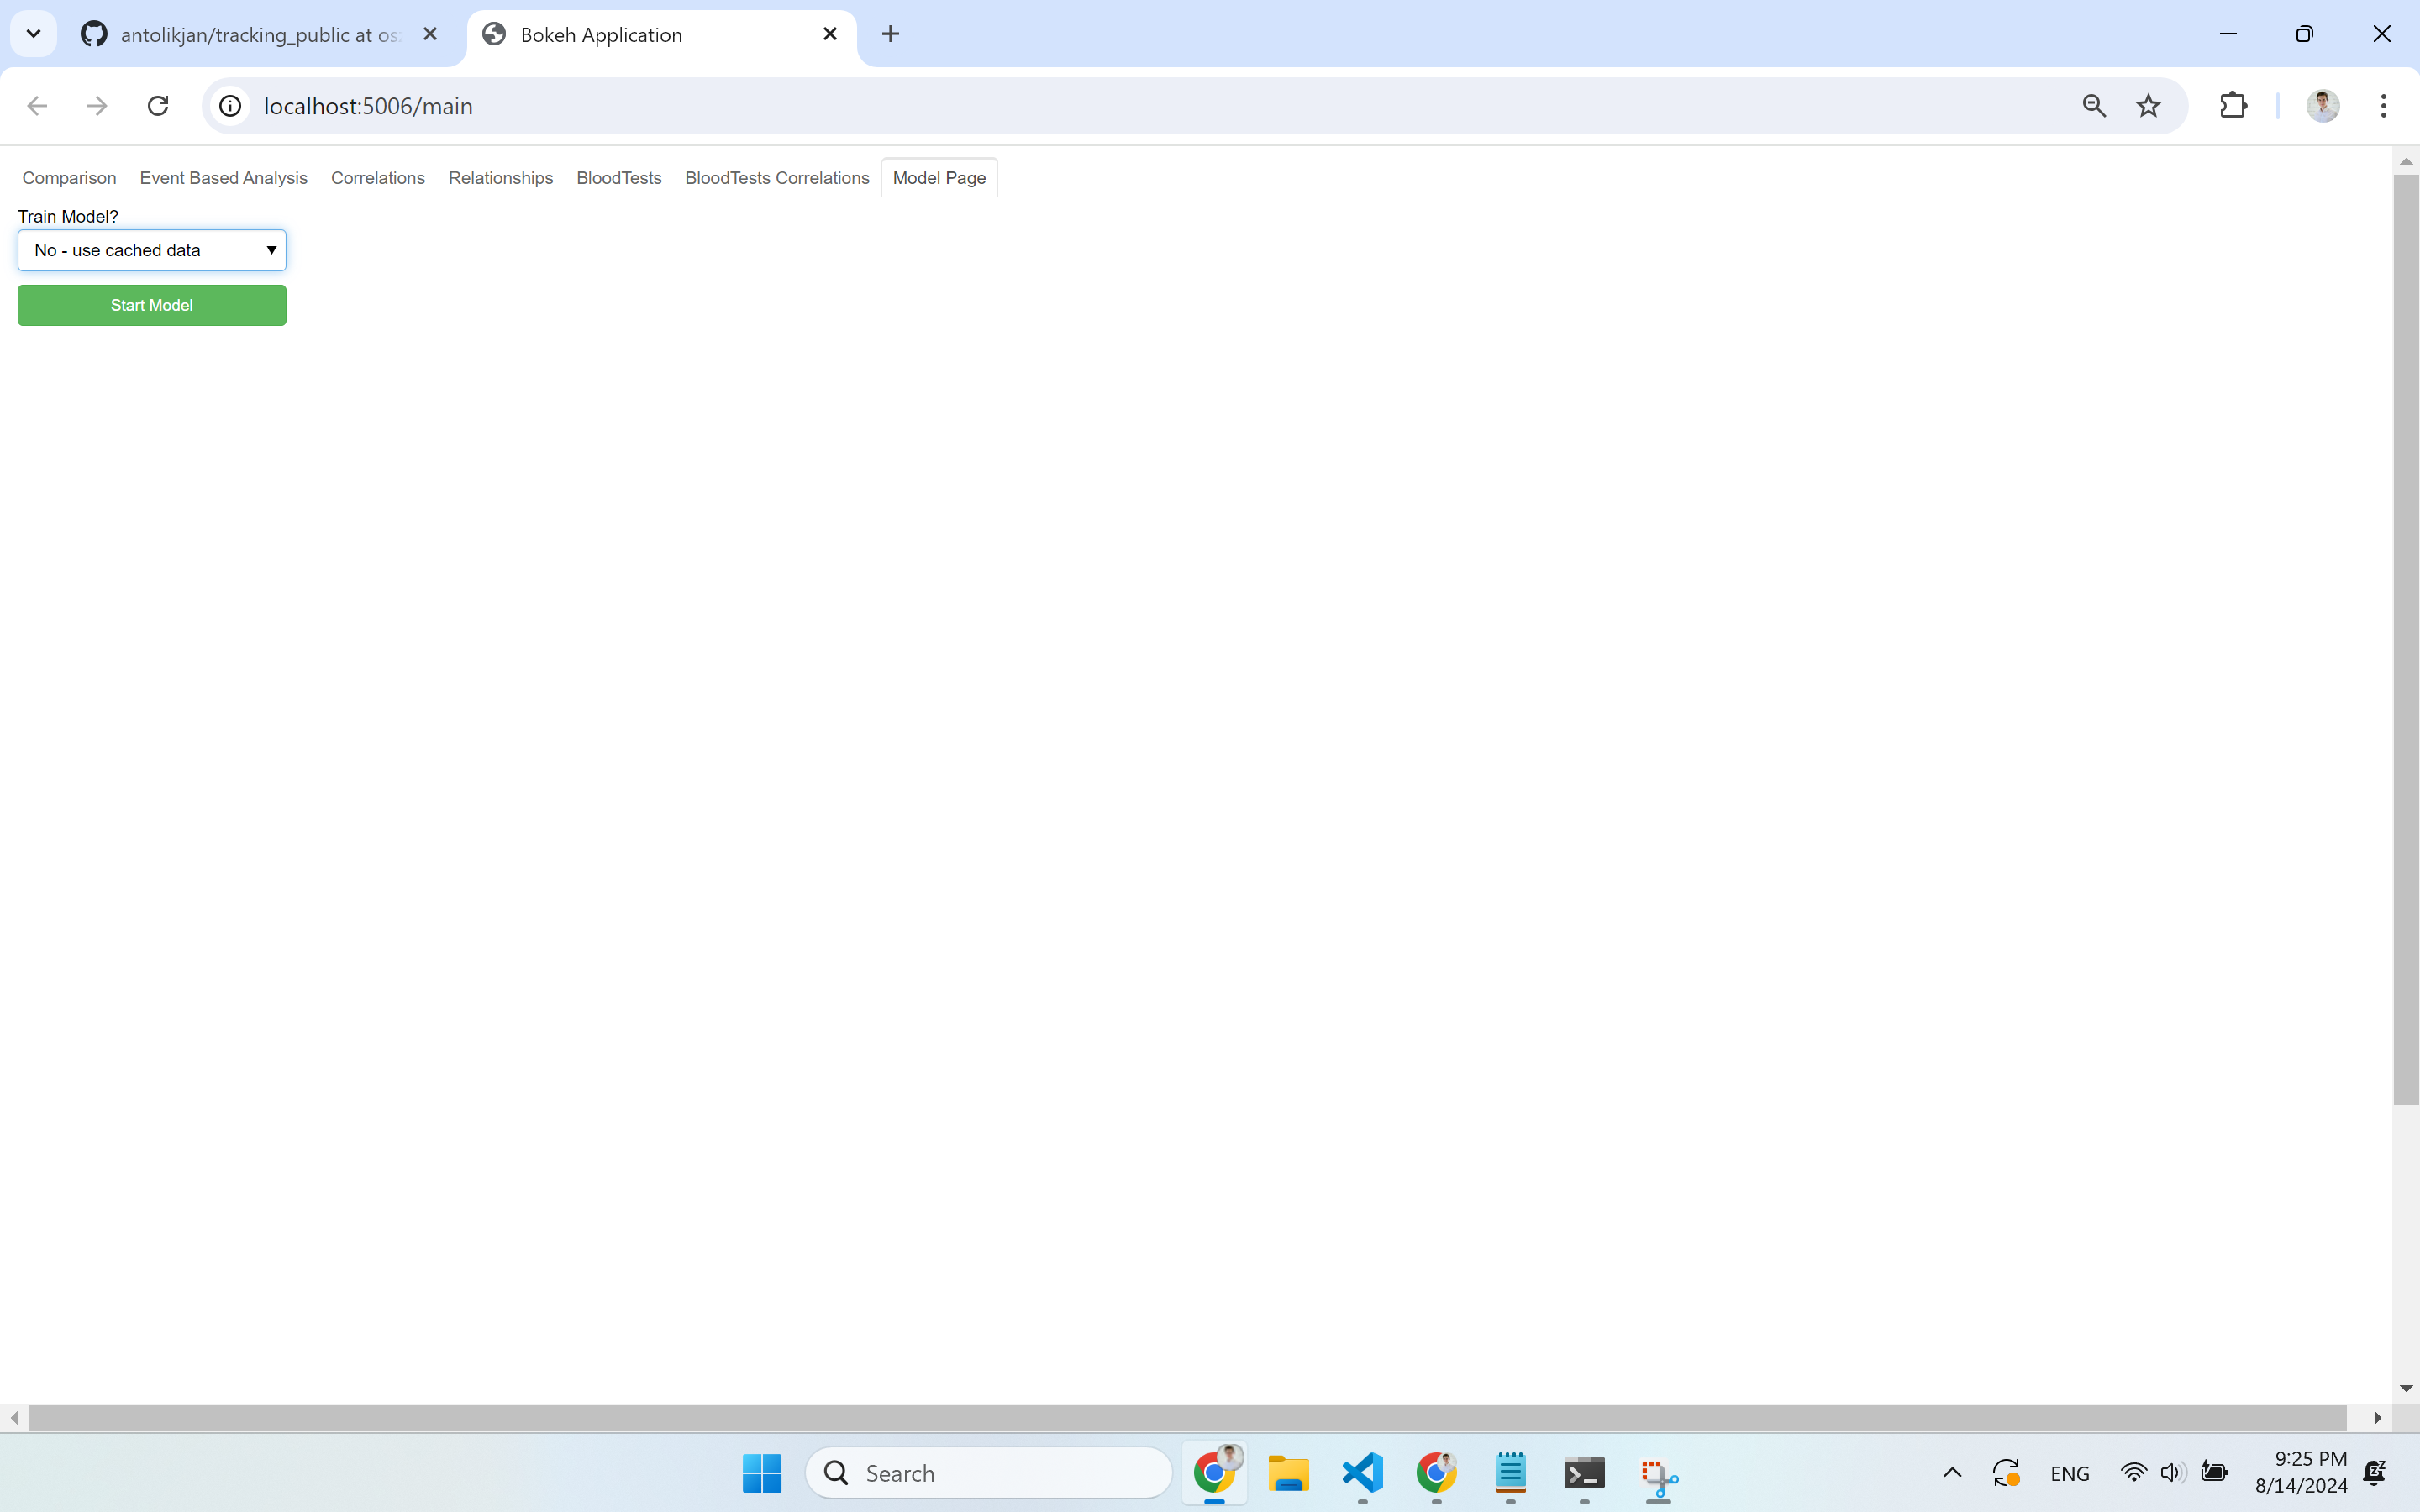 antolikjan/tracking_public at os
Bokeh Application
localhost:5006/main
Comparison Event Based Analysis Correlations Relationships BloodTests BloodTests Correlations Model Page
Train Model?
No - use cached data
Start Model
Search
ENG
9:25 PM
8/14/2024